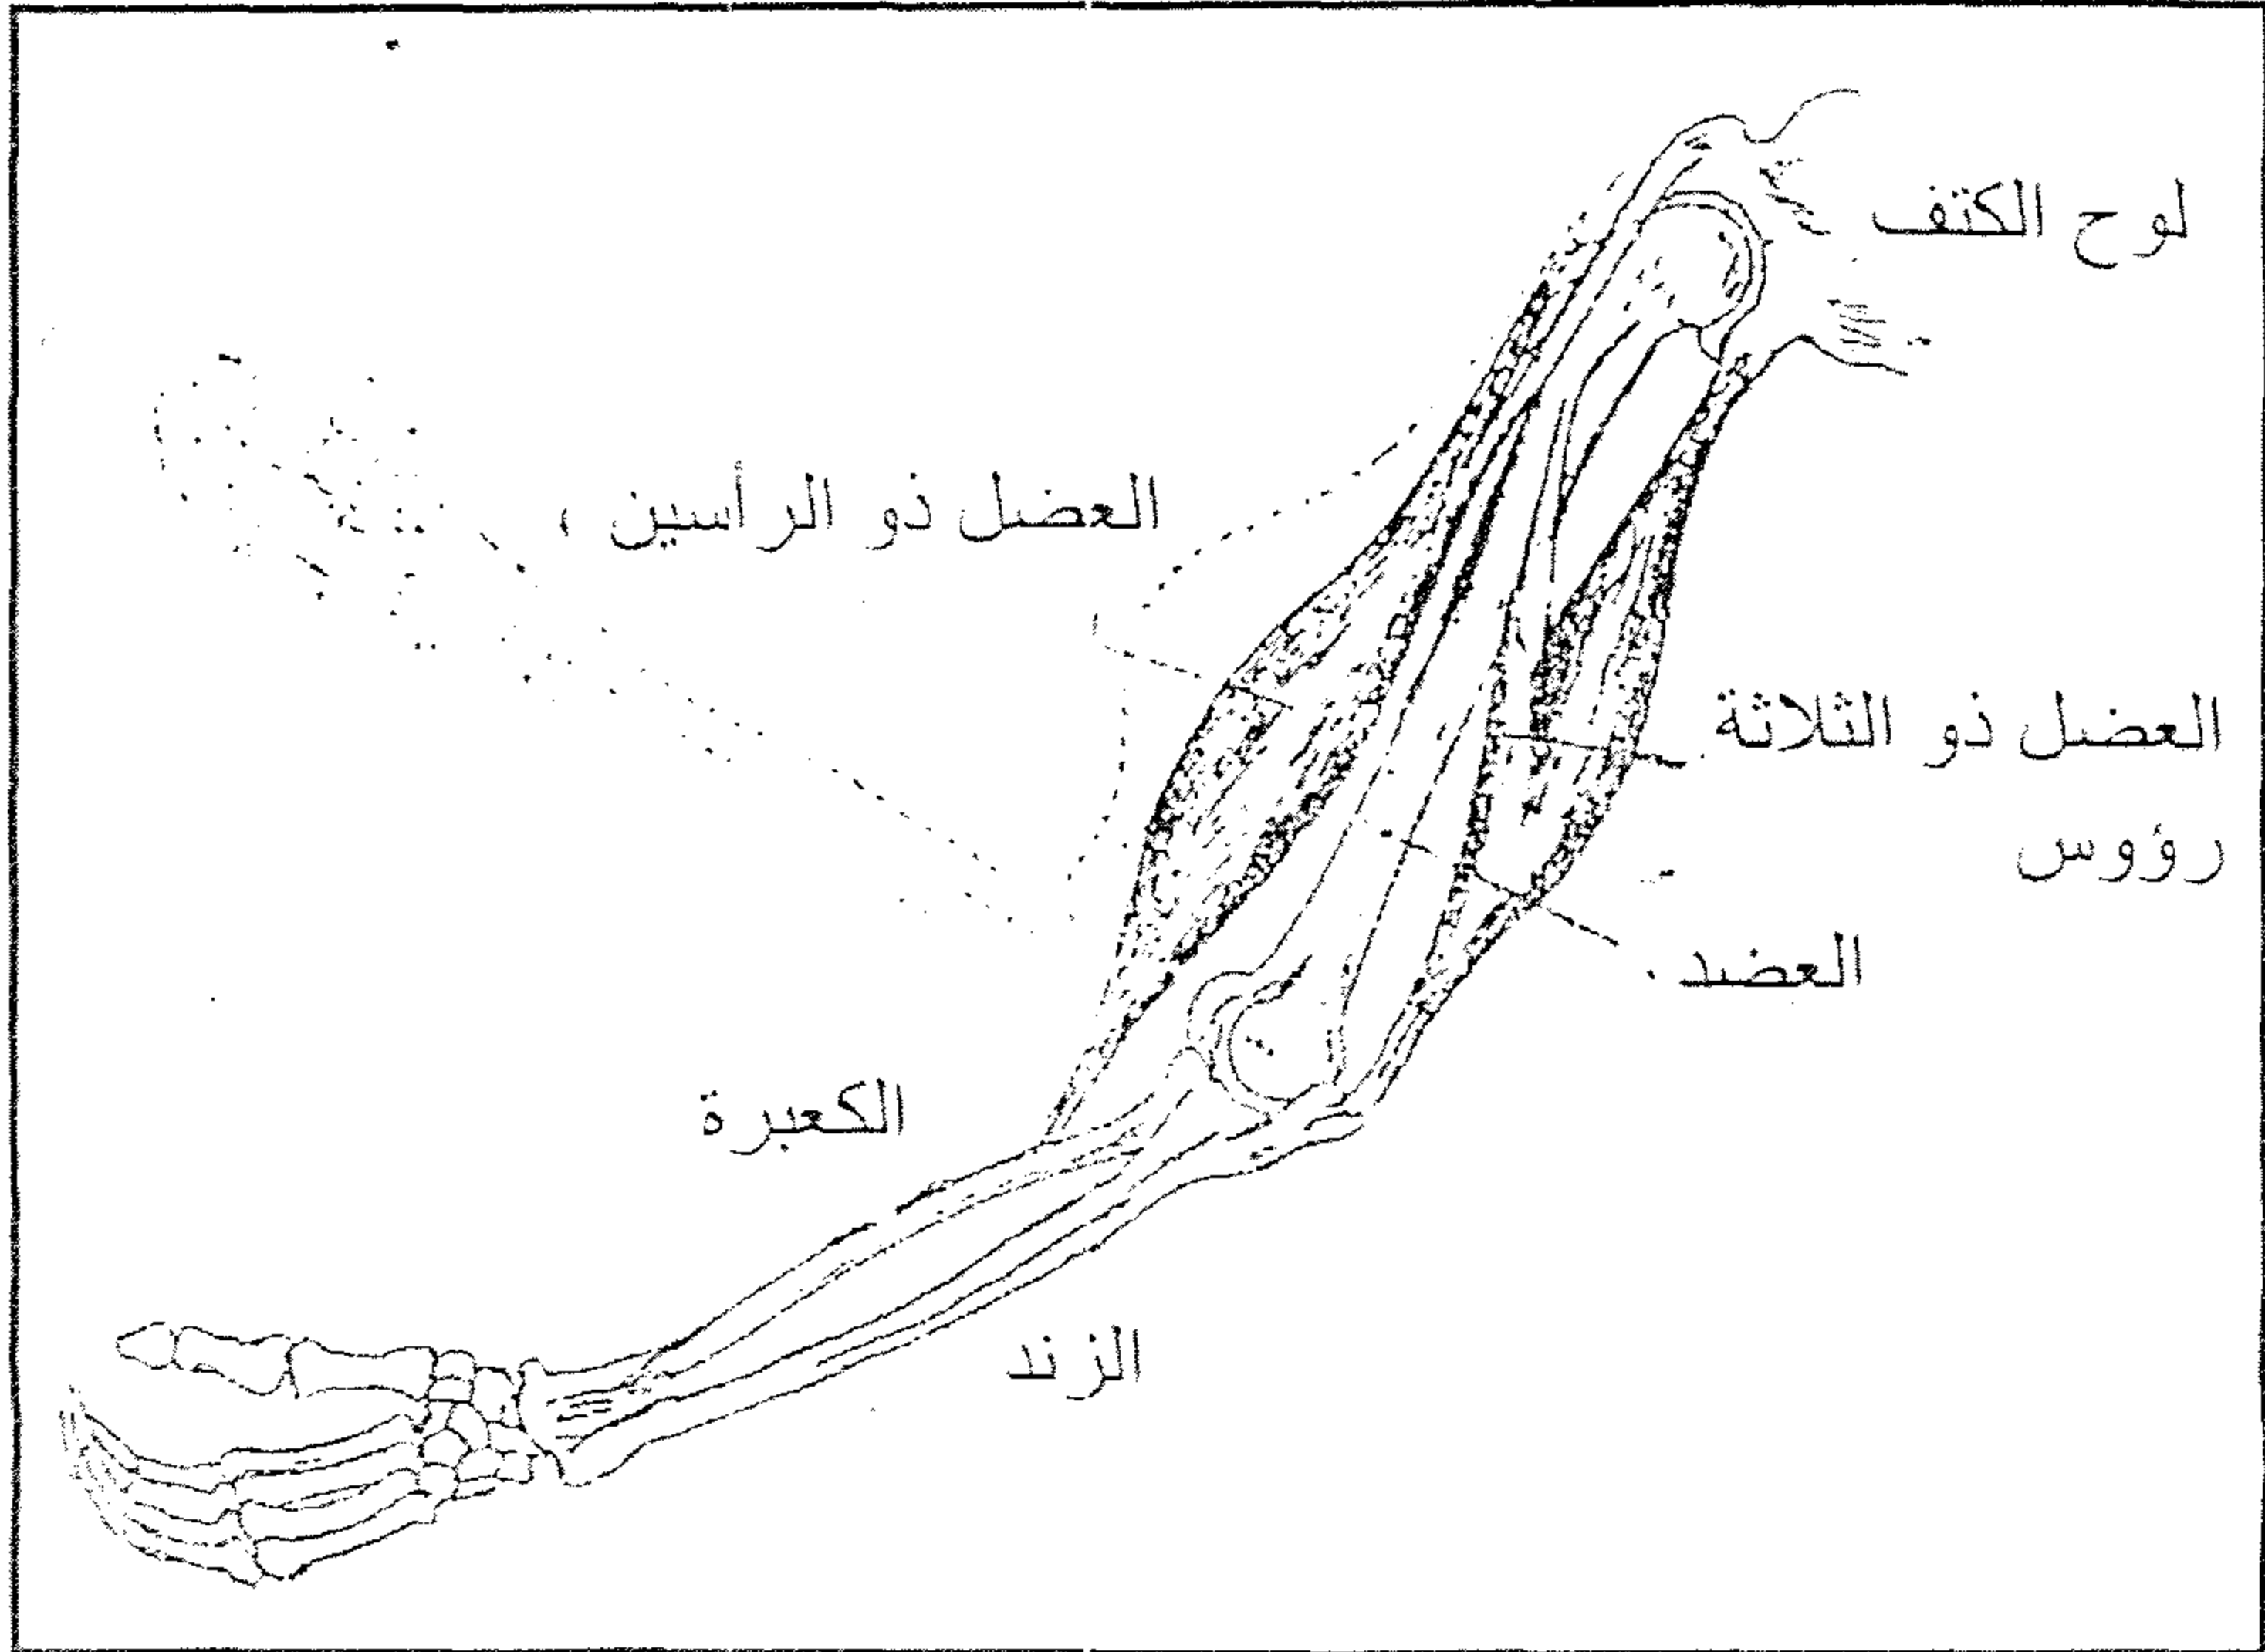 لوح الكتف
العضل ذو الرأسين
العضل ذو الثلاثة
رؤوس
العضد
الكعبرة
الزند